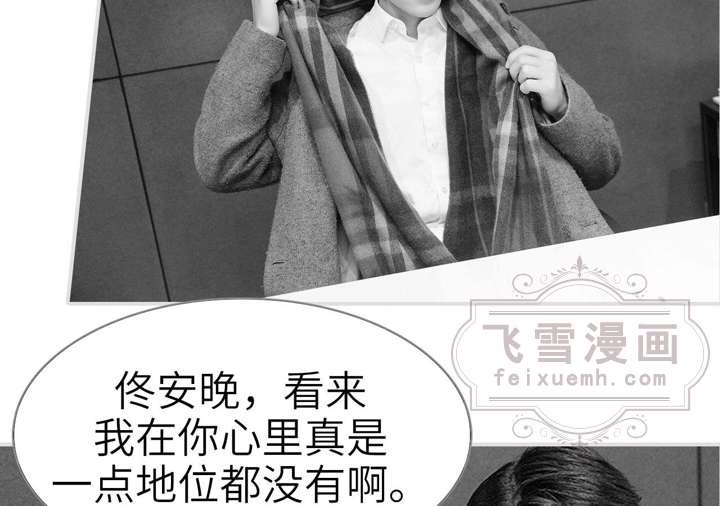 飞雪漫画
feixuemh.com
佟安晚，看来
我在你心里真是
一点地位都没有啊。